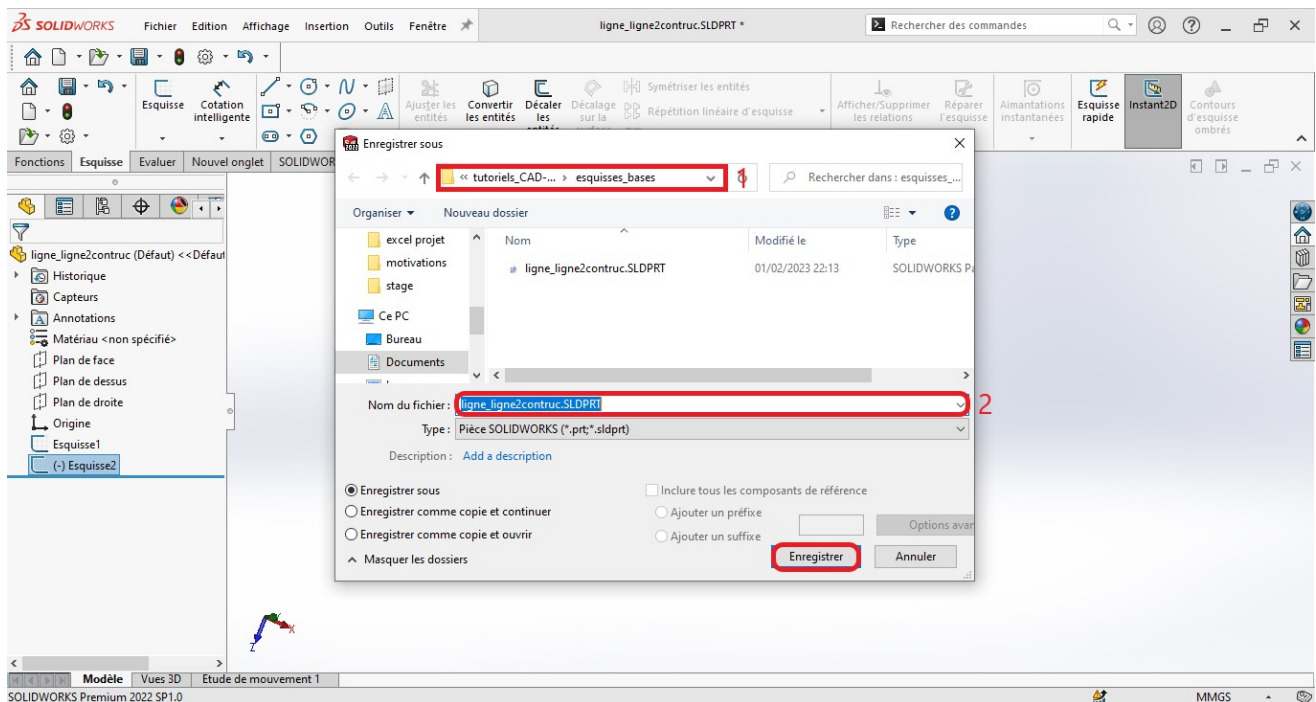 SOLIDWORKS Fichier Edition Affichage Insertion Outils Fenêtre ligne_ligne2contruc.SLDPRT * Rechercher des commandes
Esquisse
Cotation intelligente
Ajuster les entités
Convertir les entités
Décaler les entités
Décalage sur la surface
Symétriser les entités
Répétition linéaire d'esquisse
Afficher/Supprimer les relations
Réparer l'esquisse
Aimantations instantanées
Esquisse rapide
Instant2D
Contours d'esquisse ombrés
Fonctions Esquisse Evaluer Nouvel onglet SOLIDWOR
ligne_ligne2contruc (Défaut) <<Défaut
Historique
Capteurs
Annotations
Matériau <non spécifié>
Plan de face
Plan de dessus
Plan de droite
Origine
Esquisse1
(-) Esquisse2
Enregistrer sous
« tutoriels_CAD-... › esquisses_bases 1 Rechercher dans : esquisses_...
Organiser Nouveau dossier
excel projet
motivations
stage
Ce PC
Bureau
Documents
Nom Modifié le Type
ligne_ligne2contruc.SLDPRT 01/02/2023 22:13 SOLIDWORKS Pa
Nom du fichier : ligne_ligne2contruc.SLDPRT 2
Type : Pièce SOLIDWORKS (*.prt;*.sldprt)
Description : Add a description
Enregistrer sous
Enregistrer comme copie et continuer
Enregistrer comme copie et ouvrir
Inclure tous les composants de référence
Ajouter un préfixe
Ajouter un suffixe
Options avan
Masquer les dossiers
Enregistrer Annuler
Z X
Modèle Vues 3D Etude de mouvement 1
SOLIDWORKS Premium 2022 SP1.0 MMGS